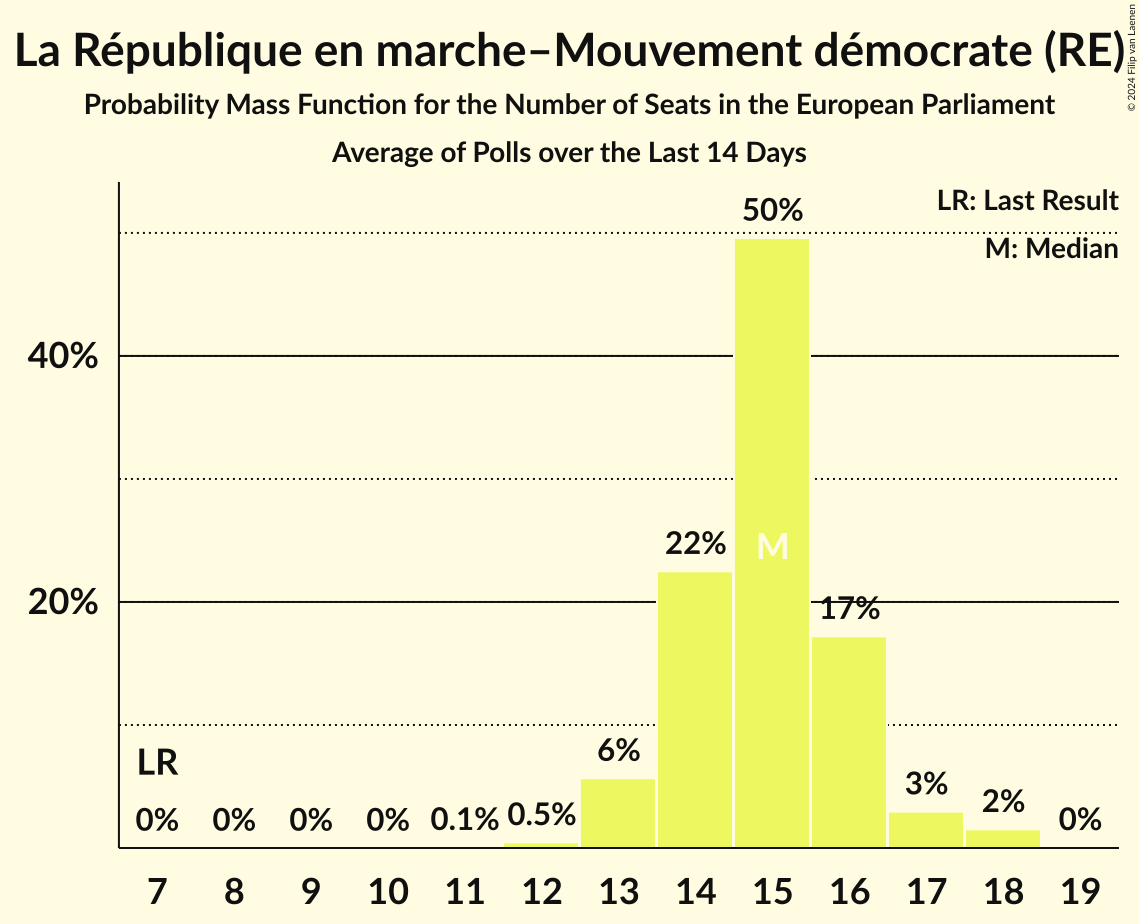 La République en marche–Mouvement démocrate (RE)
© 2024 Filip van Laenen
Probability Mass Function for the Number of Seats in the European Parliament
Average of Polls over the Last 14 Days
LR: Last Result
M: Median
50%
40%
22%
M
20%
17%
LR
6%
3%
2%
0% 0% 0% 0% 0.1% 0.5% 0%
7 8 9 10 11 12 13 14 15 16 17 18 19